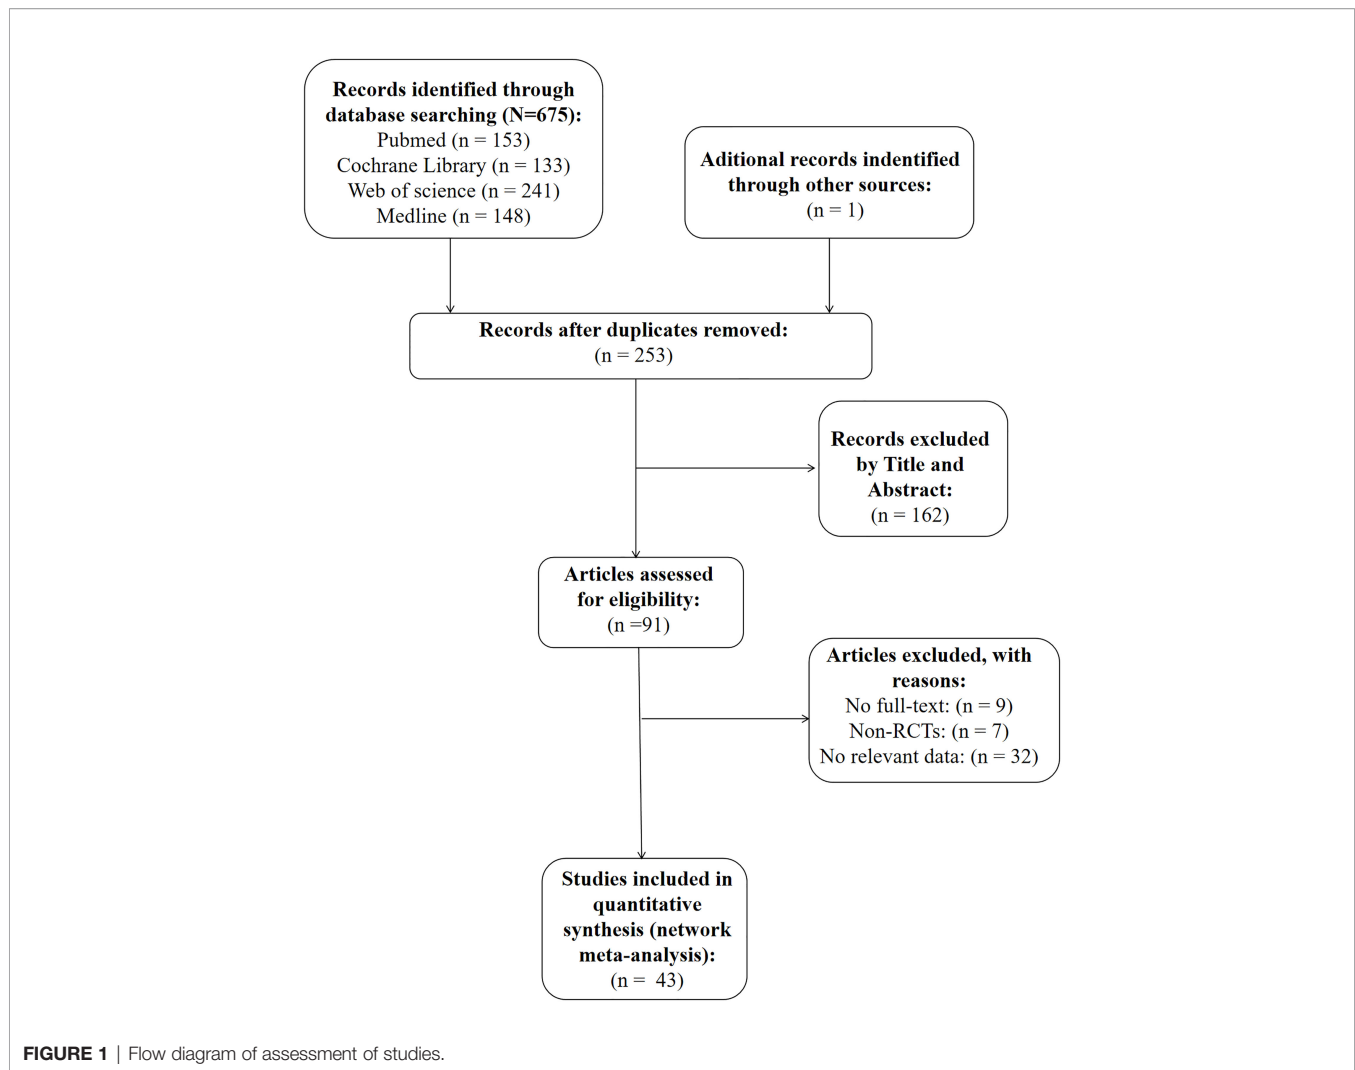 Records identified through
database searching (N=675):
Pubmed (n = 153)
Cochrane Library (n = 133)
Web of science (n = 241)
Medline (n = 148)
Aditional records indentified
through other sources:
(n = 1)
Records after duplicates removed:
(n = 253)
Records excluded
by Title and
Abstract:
(n = 162)
Articles assessed
for eligibility:
(n =91)
Articles excluded, with
reasons:
No full-text: (n = 9)
Non-RCTs: (n = 7)
No relevant data: (n = 32)
Studies included in
quantitative
synthesis (network
meta-analysis):
(n =  43)
FIGURE 1 | Flow diagram of assessment of studies.